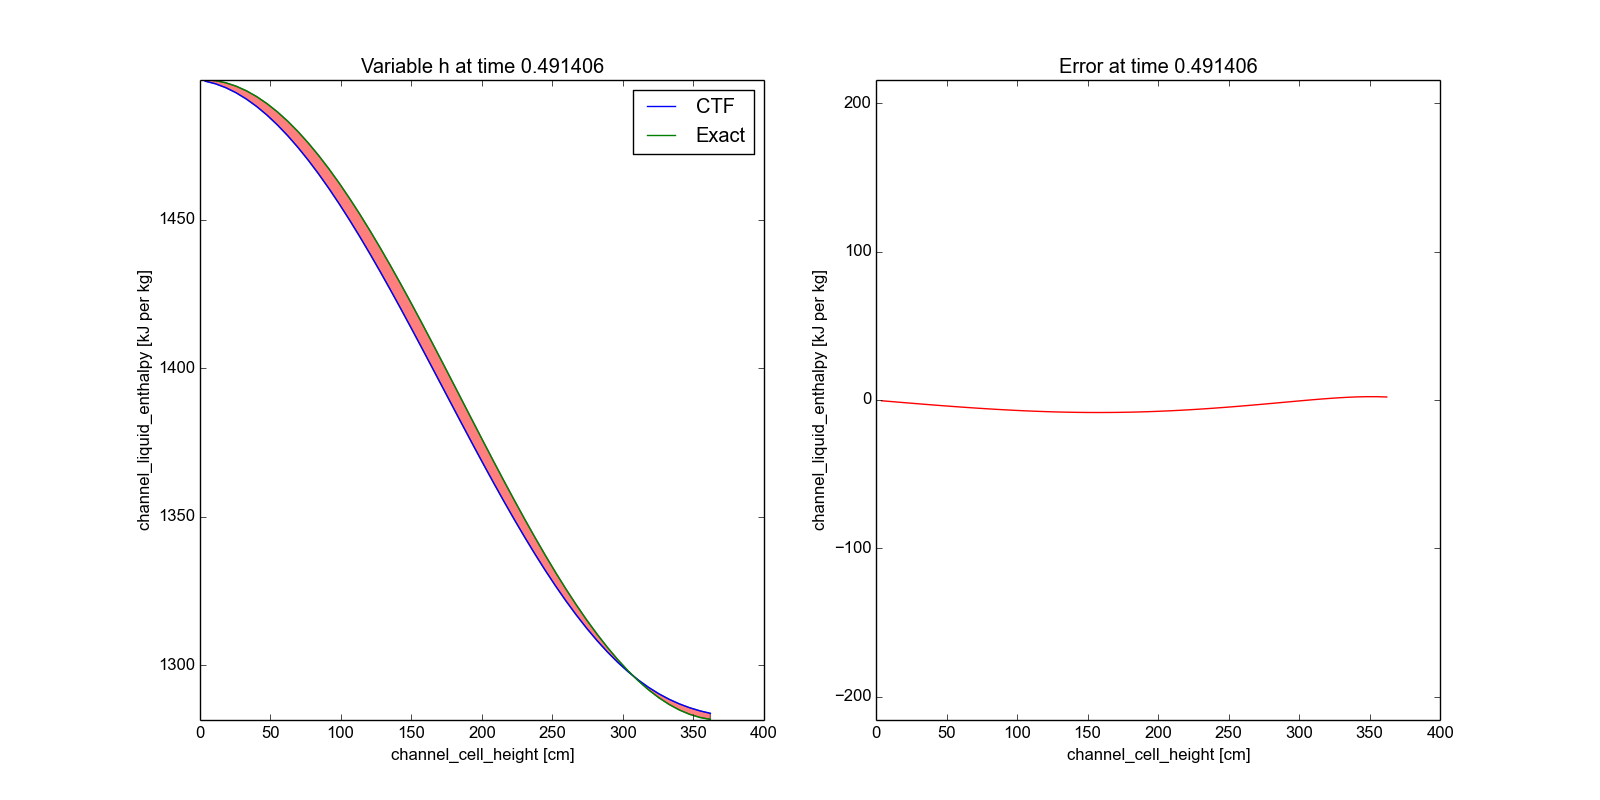 Variable h at time 0.491406
CTF
Exact
1450
1400
1350
1300
channel_liquid_enthalpy [kJ per kg]
0 50 100 150 200 250 300 350 400
channel_cell_height [cm]
Error at time 0.491406
200
100
0
−100
−200
channel_liquid_enthalpy [kJ per kg]
0 50 100 150 200 250 300 350 400
channel_cell_height [cm]